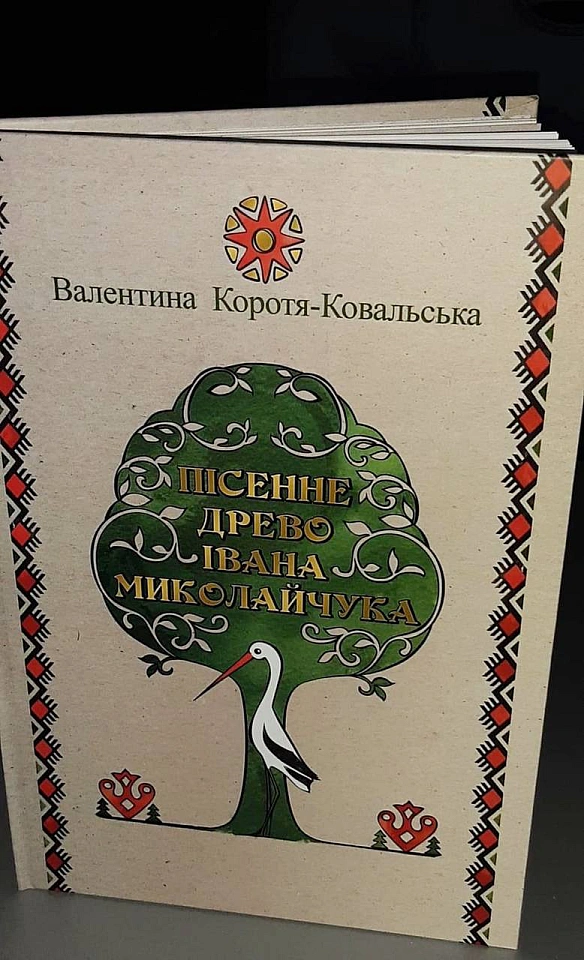 Валентина Коротя-Ковальська
ПІСЕННЕ
ДРЕВО
ІВАНА
МИКОЛАЙЧУКА